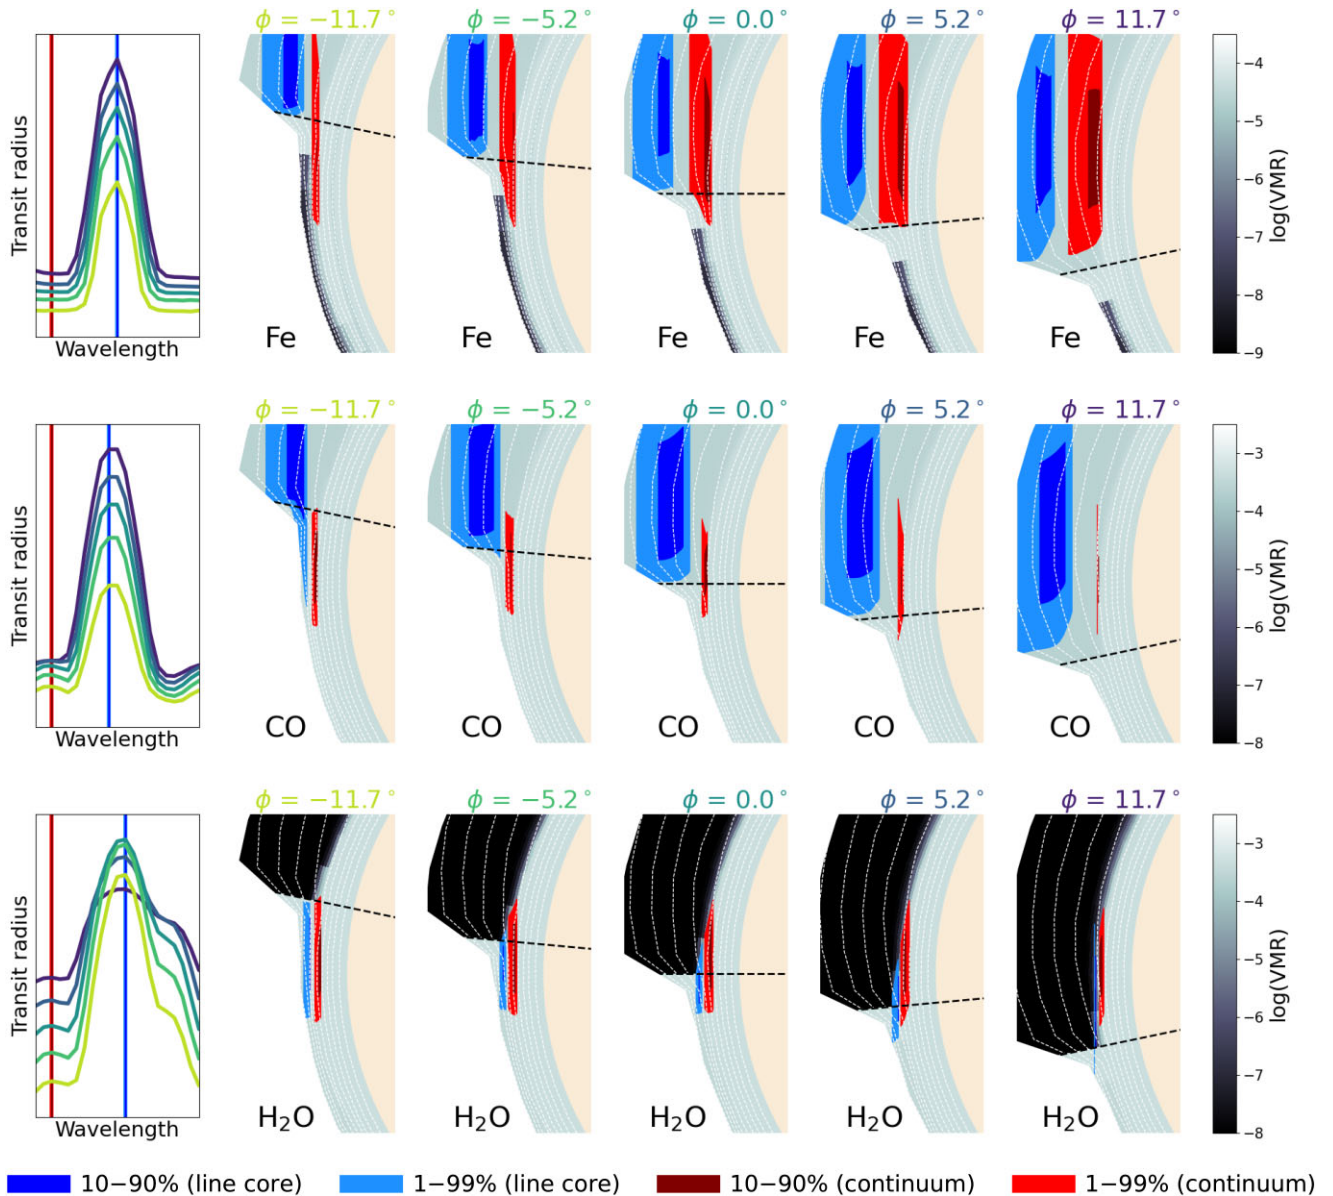 ϕ = −11.7°
ϕ = −5.2°
ϕ = 0.0°
ϕ = 5.2°
ϕ = 11.7°
Transit radius
Wavelength
Fe
Fe
Fe
Fe
Fe
−4
−5
−6
−7
−8
−9
log(VMR)
ϕ = −11.7°
ϕ = −5.2°
ϕ = 0.0°
ϕ = 5.2°
ϕ = 11.7°
Transit radius
Wavelength
CO
CO
CO
CO
CO
−3
−4
−5
−6
−7
−8
log(VMR)
ϕ = −11.7°
ϕ = −5.2°
ϕ = 0.0°
ϕ = 5.2°
ϕ = 11.7°
Transit radius
Wavelength
H₂O
H₂O
H₂O
H₂O
H₂O
−3
−4
−5
−6
−7
−8
log(VMR)
10−90% (line core)
1−99% (line core)
10−90% (continuum)
1−99% (continuum)